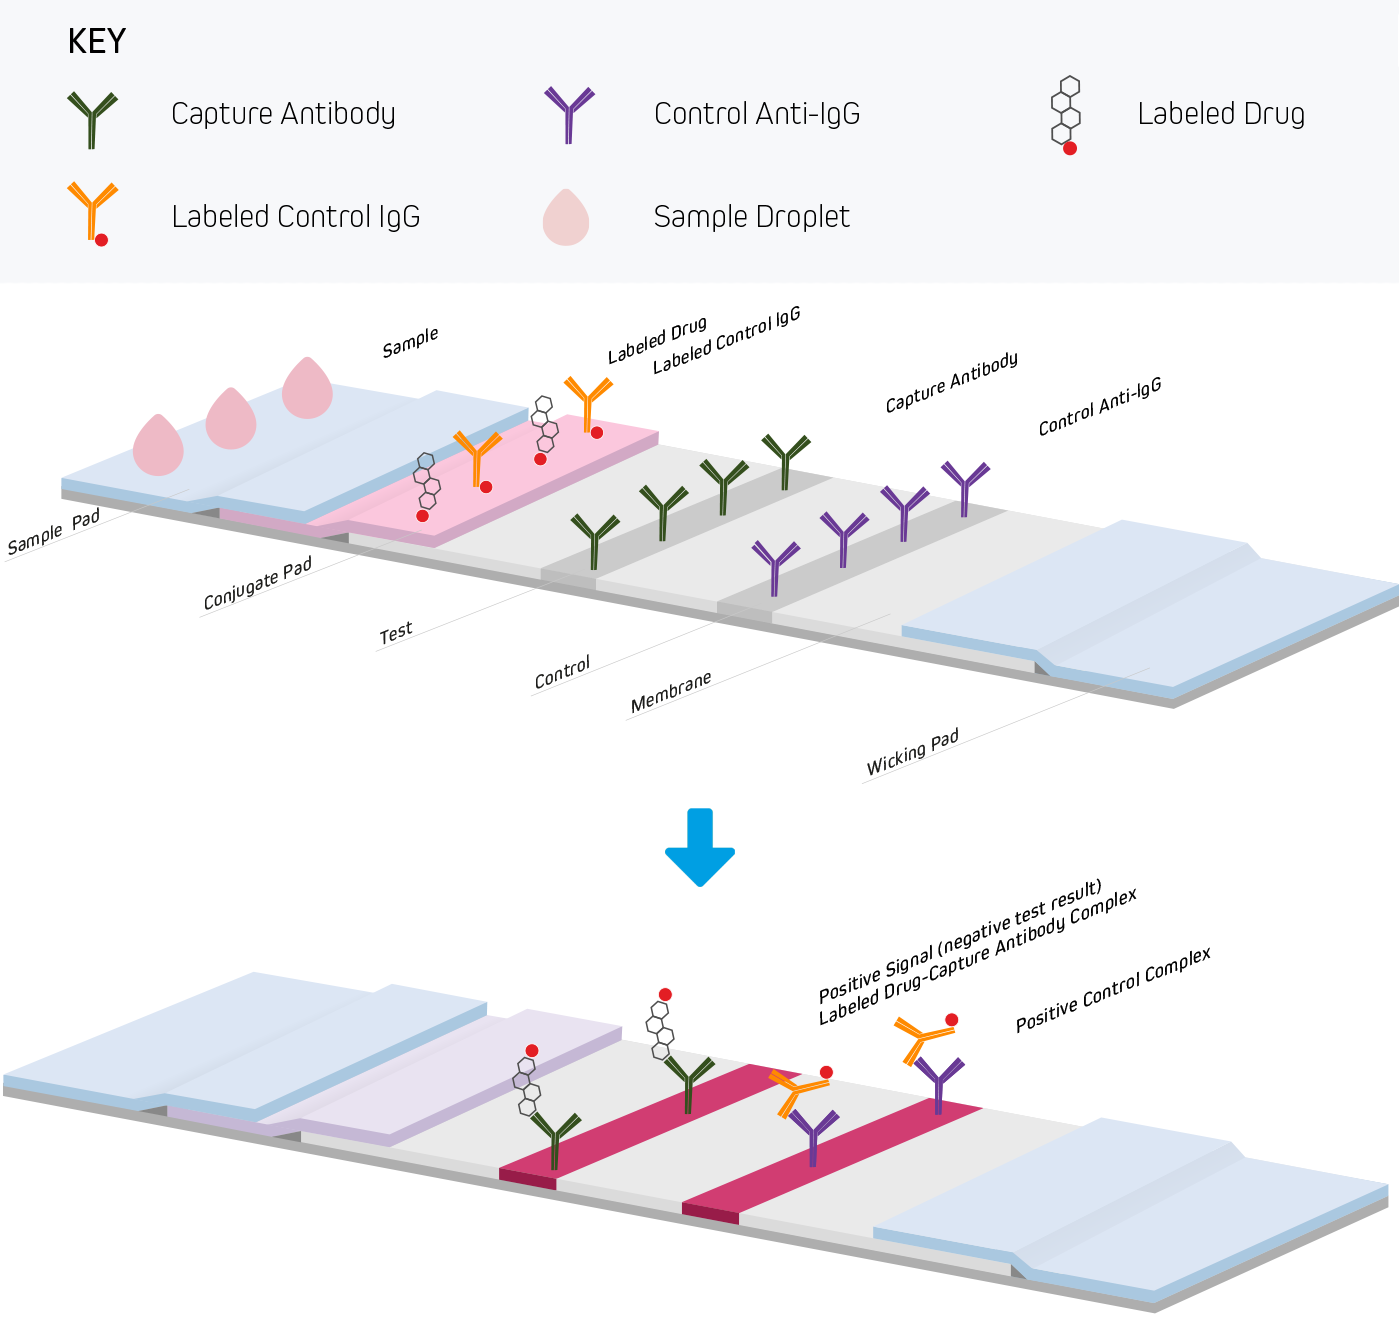 KEY
Capture Antibody
Control Anti-IgG
Labeled Drug
Labeled Control IgG
Sample Droplet
Sample
Labeled Drug
Labeled Control IgG
Capture Antibody
Control Anti-IgG
Sample Pad
Conjugate Pad
Test
Control
Membrane
Wicking Pad
Positive Signal (negative test result)
Labeled Drug-Capture Antibody Complex
Positive Control Complex